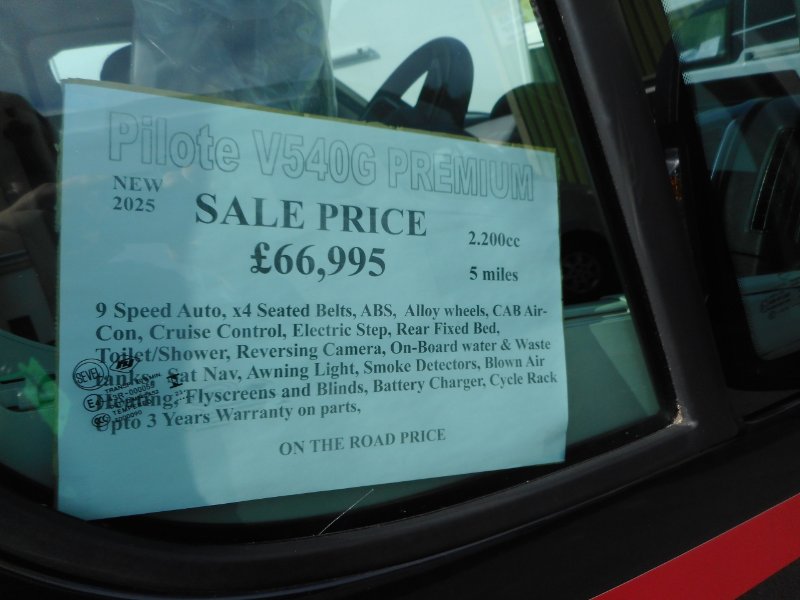 Pilote V540G PREMIUM
NEW
2025
SALE PRICE
£66,995
2.200cc
5 miles
9 Speed Auto, x4 Seated Belts, ABS, Alloy wheels, CAB Air-
Con, Cruise Control, Electric Step, Rear Fixed Bed,
Toilet/Shower, Reversing Camera, On-Board water & Waste
tanks, Sat Nav, Awning Light, Smoke Detectors, Blown Air
Heating, Flyscreens and Blinds, Battery Charger, Cycle Rack
Upto 3 Years Warranty on parts,
ON THE ROAD PRICE
SEVEL